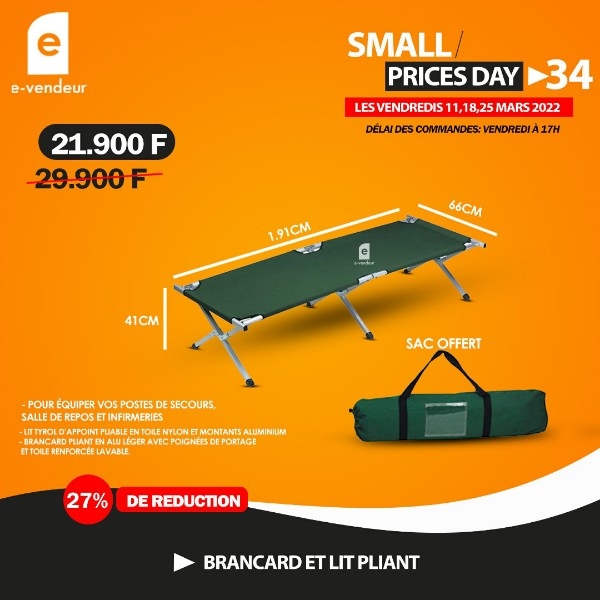 e
e-vendeur
SMALL/
PRICES DAY ▶34
LES VENDREDIS 11,18,25 MARS 2022
DÉLAI DES COMMANDES: VENDREDI À 17H
21.900 F
29.900 F
1.91CM
66CM
e
e-vendeur
41CM
SAC OFFERT
- POUR ÉQUIPER VOS POSTES DE SECOURS,
SALLE DE REPOS ET INFIRMERIES
- LIT TYROL D'APPOINT PLIABLE EN TOILE NYLON ET MONTANTS ALUMINIUM
- BRANCARD PLIANT EN ALU LÉGER AVEC POIGNÉES DE PORTAGE
ET TOILE RENFORCÉE LAVABLE.
27% DE REDUCTION
▶ BRANCARD ET LIT PLIANT